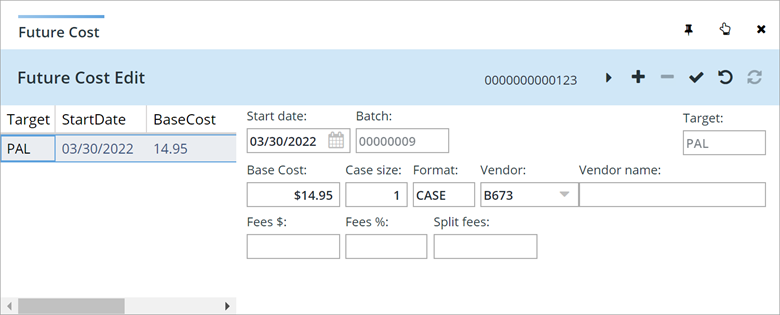 Future Cost
Future Cost Edit 0000000000123
Target StartDate BaseCost
PAL 03/30/2022 14.95
Start date: Batch: Target:
03/30/2022 00000009 PAL
Base Cost: Case size: Format: Vendor: Vendor name:
$14.95 1 CASE B673
Fees $: Fees %: Split fees: